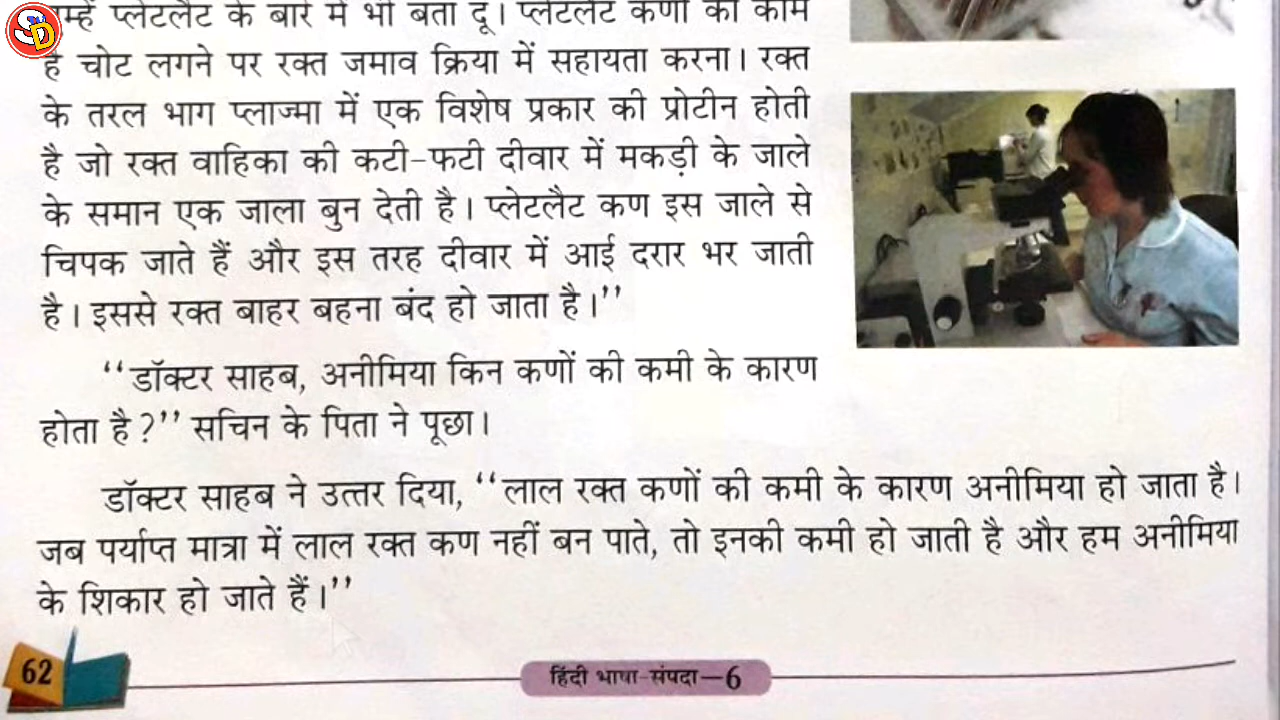 SD
प्लेटलैट के बारे में भी बता दूँ। प्लेटलैट कणों का काम
है चोट लगने पर रक्त जमाव क्रिया में सहायता करना। रक्त
के तरल भाग प्लाज्मा में एक विशेष प्रकार की प्रोटीन होती
है जो रक्त वाहिका की कटी-फटी दीवार में मकड़ी के जाले
के समान एक जाला बुन देती है। प्लेटलैट कण इस जाले से
चिपक जाते हैं और इस तरह दीवार में आई दरार भर जाती
है। इससे रक्त बाहर बहना बंद हो जाता है।’’
‘‘डॉक्टर साहब, अनीमिया किन कणों की कमी के कारण
होता है?’’ सचिन के पिता ने पूछा।
डॉक्टर साहब ने उत्तर दिया, ‘‘लाल रक्त कणों की कमी के कारण अनीमिया हो जाता है।
जब पर्याप्त मात्रा में लाल रक्त कण नहीं बन पाते, तो इनकी कमी हो जाती है और हम अनीमिया
के शिकार हो जाते हैं।’’
62
हिंदी भाषा-संपदा—6